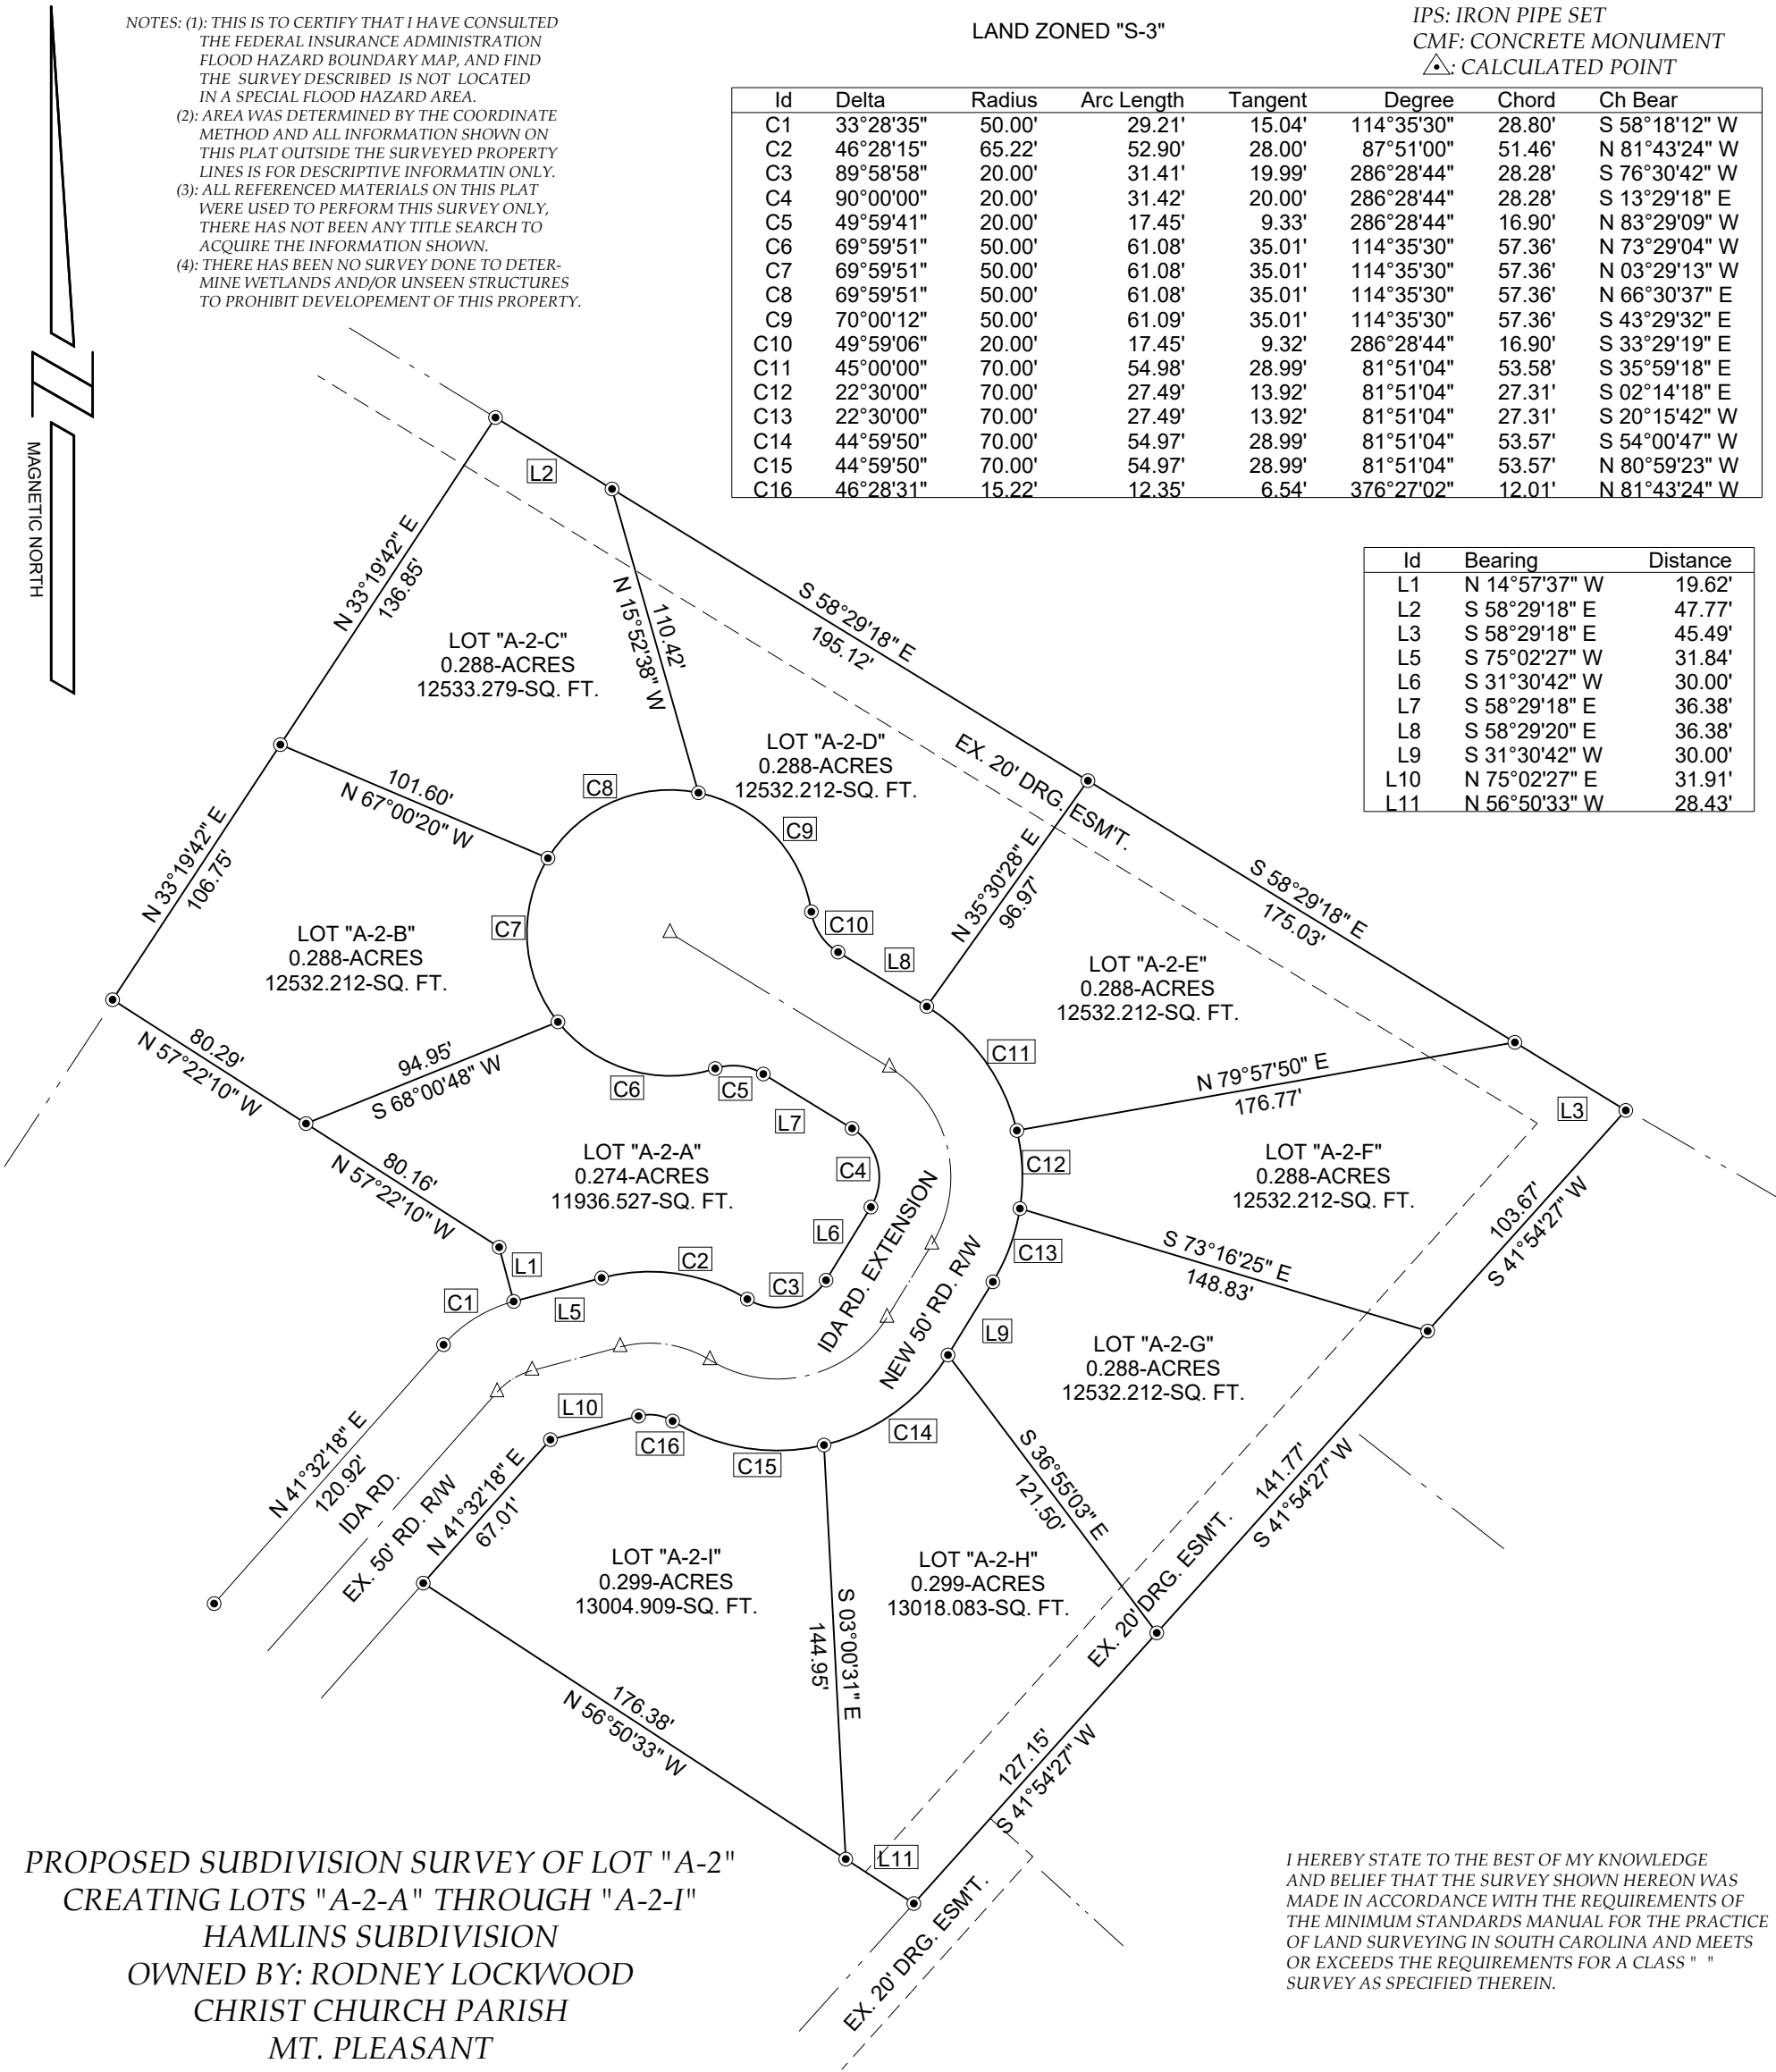 NOTES: (1): THIS IS TO CERTIFY THAT I HAVE CONSULTED
THE FEDERAL INSURANCE ADMINISTRATION
FLOOD HAZARD BOUNDARY MAP, AND FIND
THE SURVEY DESCRIBED IS NOT LOCATED
IN A SPECIAL FLOOD HAZARD AREA.
(2): AREA WAS DETERMINED BY THE COORDINATE
METHOD AND ALL INFORMATION SHOWN ON
THIS PLAT OUTSIDE THE SURVEYED PROPERTY
LINES IS FOR DESCRIPTIVE INFORMATIN ONLY.
(3): ALL REFERENCED MATERIALS ON THIS PLAT
WERE USED TO PERFORM THIS SURVEY ONLY,
THERE HAS NOT BEEN ANY TITLE SEARCH TO
ACQUIRE THE INFORMATION SHOWN.
(4): THERE HAS BEEN NO SURVEY DONE TO DETER-
MINE WETLANDS AND/OR UNSEEN STRUCTURES
TO PROHIBIT DEVELOPEMENT OF THIS PROPERTY.
LAND ZONED "S-3"
IPS: IRON PIPE SET
CMF: CONCRETE MONUMENT
: CALCULATED POINT
Id Delta Radius Arc Length Tangent Degree Chord Ch Bear
C1 33°28'35" 50.00' 29.21' 15.04' 114°35'30" 28.80' S 58°18'12" W
C2 46°28'15" 65.22' 52.90' 28.00' 87°51'00" 51.46' N 81°43'24" W
C3 89°58'58" 20.00' 31.41' 19.99' 286°28'44" 28.28' S 76°30'42" W
C4 90°00'00" 20.00' 31.42' 20.00' 286°28'44" 28.28' S 13°29'18" E
C5 49°59'41" 20.00' 17.45' 9.33' 286°28'44" 16.90' N 83°29'09" W
C6 69°59'51" 50.00' 61.08' 35.01' 114°35'30" 57.36' N 73°29'04" W
C7 69°59'51" 50.00' 61.08' 35.01' 114°35'30" 57.36' N 03°29'13" W
C8 69°59'51" 50.00' 61.08' 35.01' 114°35'30" 57.36' N 66°30'37" E
C9 70°00'12" 50.00' 61.09' 35.01' 114°35'30" 57.36' S 43°29'32" E
C10 49°59'06" 20.00' 17.45' 9.32' 286°28'44" 16.90' S 33°29'19" E
C11 45°00'00" 70.00' 54.98' 28.99' 81°51'04" 53.58' S 35°59'18" E
C12 22°30'00" 70.00' 27.49' 13.92' 81°51'04" 27.31' S 02°14'18" E
C13 22°30'00" 70.00' 27.49' 13.92' 81°51'04" 27.31' S 20°15'42" W
C14 44°59'50" 70.00' 54.97' 28.99' 81°51'04" 53.57' S 54°00'47" W
C15 44°59'50" 70.00' 54.97' 28.99' 81°51'04" 53.57' N 80°59'23" W
C16 46°28'31" 15.22' 12.35' 6.54' 376°27'02" 12.01' N 81°43'24" W
Id Bearing Distance
L1 N 14°57'37" W 19.62'
L2 S 58°29'18" E 47.77'
L3 S 58°29'18" E 45.49'
L5 S 75°02'27" W 31.84'
L6 S 31°30'42" W 30.00'
L7 S 58°29'18" E 36.38'
L8 S 58°29'20" E 36.38'
L9 S 31°30'42" W 30.00'
L10 N 75°02'27" E 31.91'
L11 N 56°50'33" W 28.43'
MAGNETIC NORTH
L2
N 33°19'42" E
136.85'
LOT "A-2-C"
0.288-ACRES
12533.279-SQ. FT.
110.42'
N 15°52'38" W
S 58°29'18" E
195.12'
LOT "A-2-D"
0.288-ACRES
12532.212-SQ. FT.
EX. 20' DRG. ESM'T.
101.60'
N 67°00'20" W
C8
C9
N 33°19'42" E
106.75'
LOT "A-2-B"
0.288-ACRES
12532.212-SQ. FT.
C7
C10
L8
N 35°30'28" E
96.97'
S 58°29'18" E
175.03'
LOT "A-2-E"
0.288-ACRES
12532.212-SQ. FT.
80.29'
N 57°22'10" W
94.95'
S 68°00'48" W
C6
C5
L7
C11
N 79°57'50" E
176.77'
L3
LOT "A-2-A"
0.274-ACRES
11936.527-SQ. FT.
C4
C12
LOT "A-2-F"
0.288-ACRES
12532.212-SQ. FT.
80.16'
N 57°22'10" W
L1
C2
L6
IDA RD. EXTENSION
NEW 50' RD. R/W
C13
S 73°16'25" E
148.83'
103.67'
S 41°54'27" W
C1
L5
C3
L9
LOT "A-2-G"
0.288-ACRES
12532.212-SQ. FT.
L10
C16
C15
C14
N 41°32'18" E
120.92'
IDA RD.
EX. 50' RD. R/W
N 41°32'18" E
67.01'
S 36°55'03" E
121.50'
141.77'
S 41°54'27" W
EX. 20' DRG. ESM'T.
LOT "A-2-I"
0.299-ACRES
13004.909-SQ. FT.
S 03°00'31" E
144.95'
LOT "A-2-H"
0.299-ACRES
13018.083-SQ. FT.
176.38'
N 56°50'33" W
127.15'
S 41°54'27" W
L11
EX. 20' DRG. ESM'T.
PROPOSED SUBDIVISION SURVEY OF LOT "A-2"
CREATING LOTS "A-2-A" THROUGH "A-2-I"
HAMLINS SUBDIVISION
OWNED BY: RODNEY LOCKWOOD
CHRIST CHURCH PARISH
MT. PLEASANT
I HEREBY STATE TO THE BEST OF MY KNOWLEDGE
AND BELIEF THAT THE SURVEY SHOWN HEREON WAS
MADE IN ACCORDANCE WITH THE REQUIREMENTS OF
THE MINIMUM STANDARDS MANUAL FOR THE PRACTICE
OF LAND SURVEYING IN SOUTH CAROLINA AND MEETS
OR EXCEEDS THE REQUIREMENTS FOR A CLASS " "
SURVEY AS SPECIFIED THEREIN.